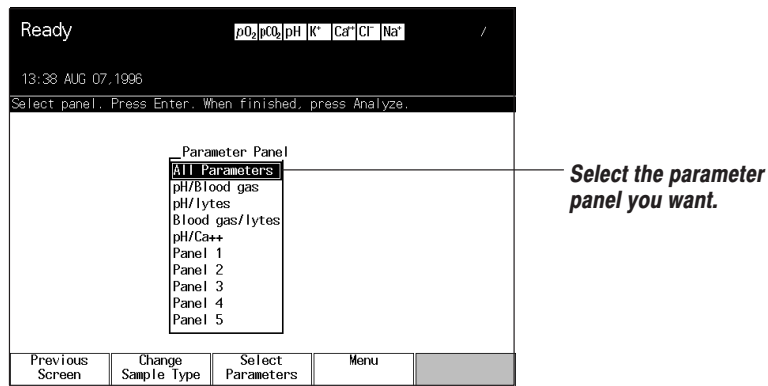 Ready
pO₂ pCO₂ pH K⁺ Ca⁺⁺ Cl⁻ Na⁺ /
13:38 AUG 07,1996
Select panel. Press Enter. When finished, press Analyze.
Parameter Panel
All Parameters
pH/Blood gas
pH/lytes
Blood gas/lytes
pH/Ca++
Panel 1
Panel 2
Panel 3
Panel 4
Panel 5
Select the parameter
panel you want.
Previous Screen
Change Sample Type
Select Parameters
Menu